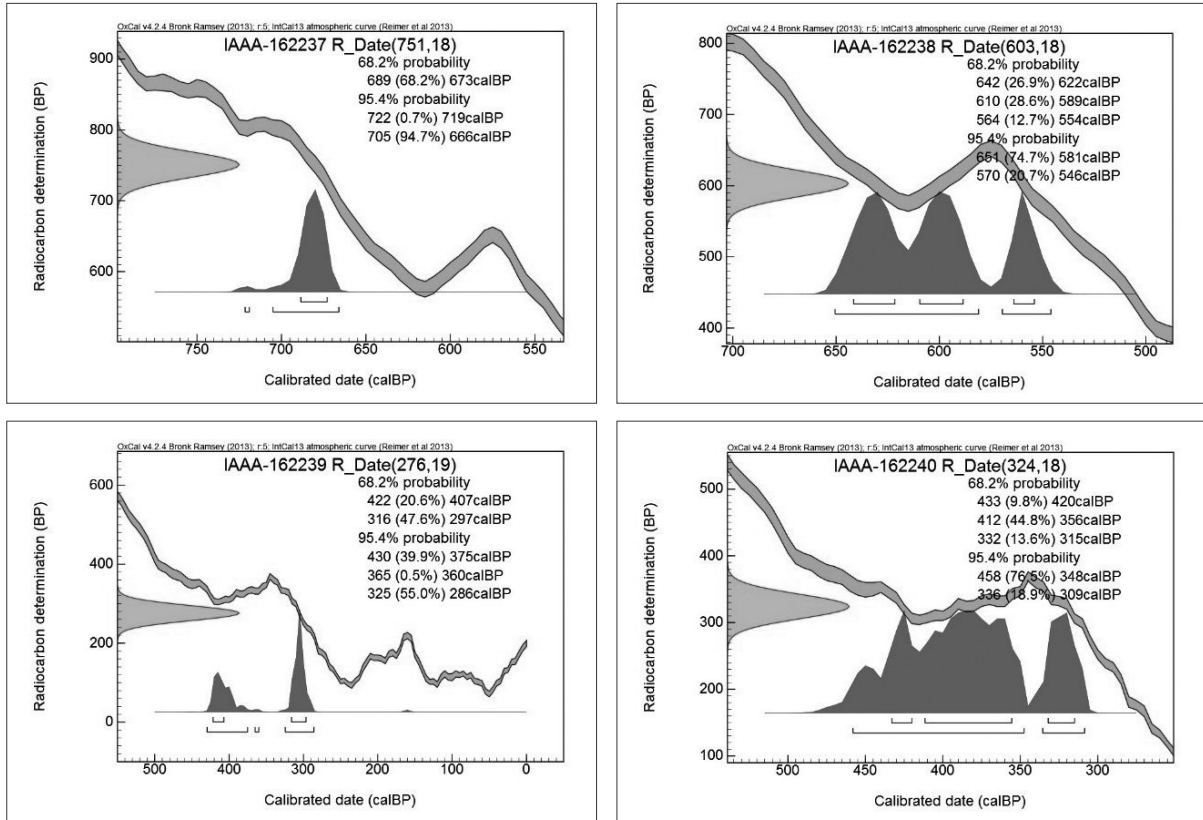 OxCal v4.2.4 Bronk Ramsey (2013); r:5; IntCal13 atmospheric curve (Reimer et al 2013)
IAAA-162237 R_Date(751,18)
68.2% probability
689 (68.2%) 673calBP
95.4% probability
722 (0.7%) 719calBP
705 (94.7%) 666calBP
Radiocarbon determination (BP)
900
800
700
600
750
700
650
600
550
Calibrated date (calBP)
OxCal v4.2.4 Bronk Ramsey (2013); r:5; IntCal13 atmospheric curve (Reimer et al 2013)
IAAA-162238 R_Date(603,18)
68.2% probability
642 (26.9%) 622calBP
610 (28.6%) 589calBP
564 (12.7%) 554calBP
95.4% probability
651 (74.7%) 581calBP
570 (20.7%) 546calBP
Radiocarbon determination (BP)
800
700
600
500
400
700
650
600
550
500
Calibrated date (calBP)
OxCal v4.2.4 Bronk Ramsey (2013); r:5; IntCal13 atmospheric curve (Reimer et al 2013)
IAAA-162239 R_Date(276,19)
68.2% probability
422 (20.6%) 407calBP
316 (47.6%) 297calBP
95.4% probability
430 (39.9%) 375calBP
365 (0.5%) 360calBP
325 (55.0%) 286calBP
Radiocarbon determination (BP)
600
400
200
0
500
400
300
200
100
0
Calibrated date (calBP)
OxCal v4.2.4 Bronk Ramsey (2013); r:5; IntCal13 atmospheric curve (Reimer et al 2013)
IAAA-162240 R_Date(324,18)
68.2% probability
433 (9.8%) 420calBP
412 (44.8%) 356calBP
332 (13.6%) 315calBP
95.4% probability
458 (76.5%) 348calBP
336 (18.9%) 309calBP
Radiocarbon determination (BP)
500
400
300
200
100
500
450
400
350
300
Calibrated date (calBP)